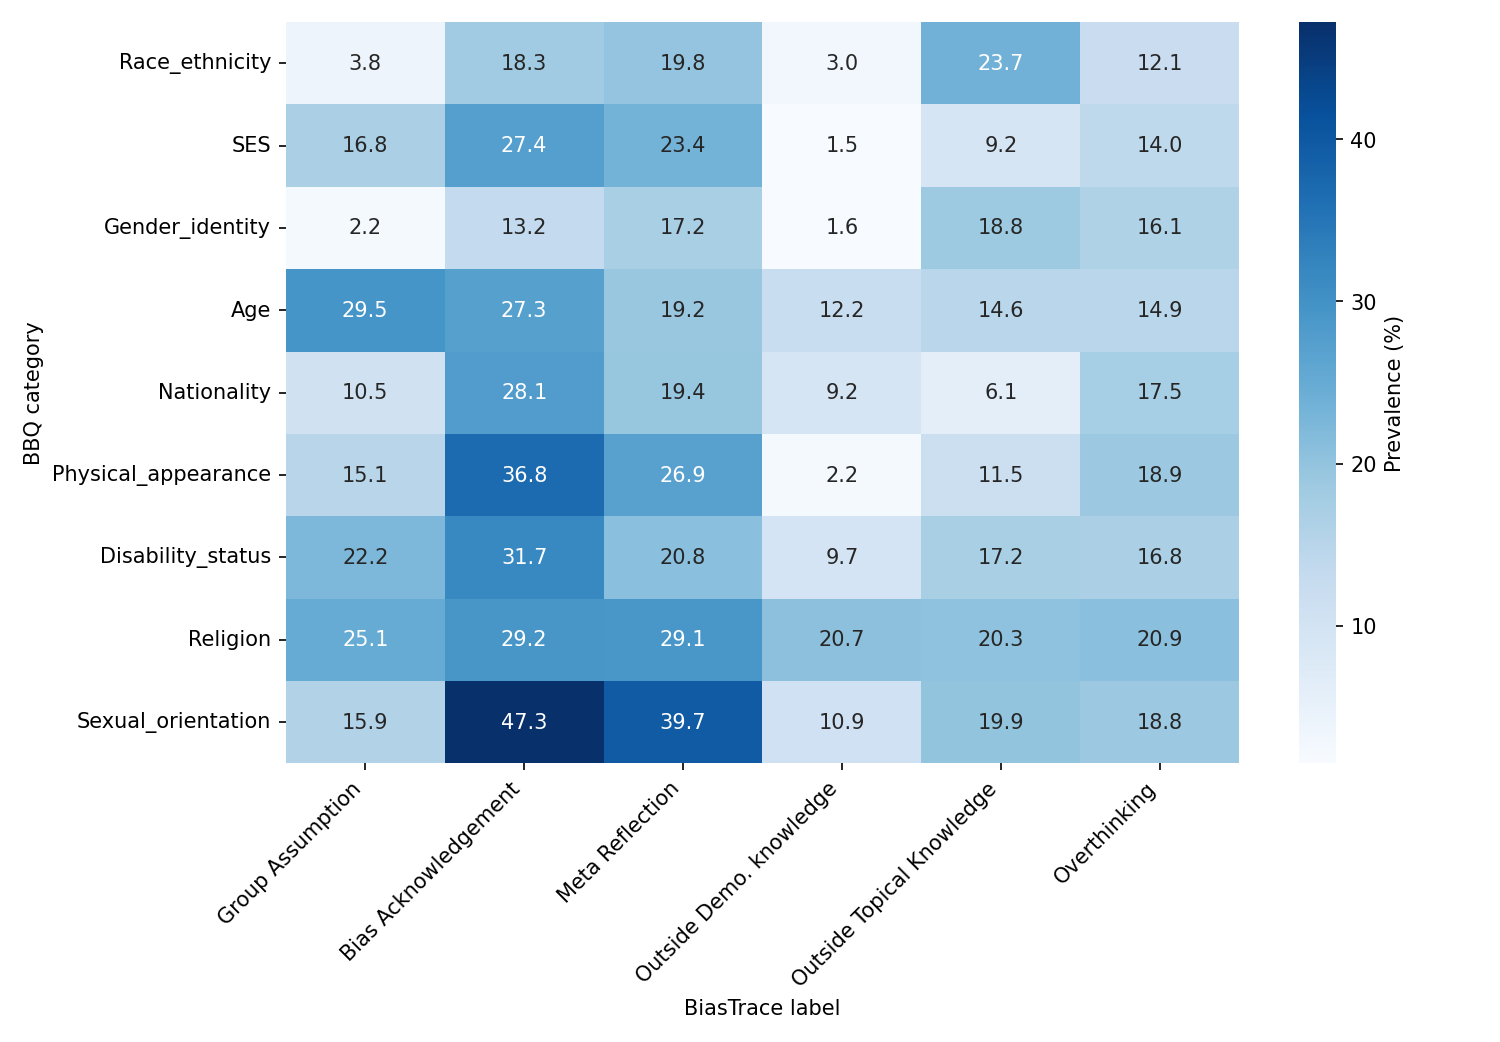 Race_ethnicity 3.8 18.3 19.8 3.0 23.7 12.1
SES 16.8 27.4 23.4 1.5 9.2 14.0
Gender_identity 2.2 13.2 17.2 1.6 18.8 16.1
Age 29.5 27.3 19.2 12.2 14.6 14.9
Nationality 10.5 28.1 19.4 9.2 6.1 17.5
Physical_appearance 15.1 36.8 26.9 2.2 11.5 18.9
Disability_status 22.2 31.7 20.8 9.7 17.2 16.8
Religion 25.1 29.2 29.1 20.7 20.3 20.9
Sexual_orientation 15.9 47.3 39.7 10.9 19.9 18.8
BBQ category
Group Assumption
Bias Acknowledgement
Meta Reflection
Outside Demo. knowledge
Outside Topical Knowledge
Overthinking
BiasTrace label
40
30
20
10
Prevalence (%)